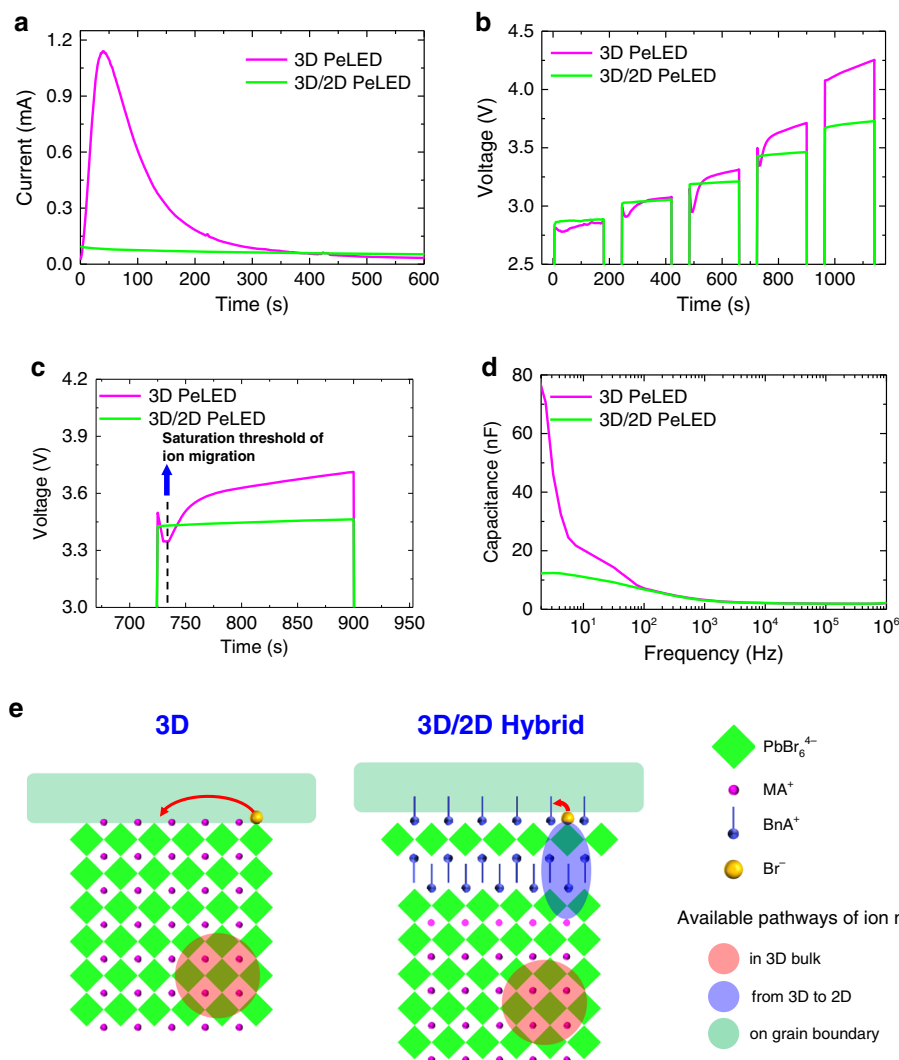 a
1.2
0.9
0.6
0.3
0.0
Current (mA)
3D PeLED
3D/2D PeLED
0 100 200 300 400 500 600
Time (s)
b
4.5
4.0
3.5
3.0
2.5
Voltage (V)
3D PeLED
3D/2D PeLED
0 200 400 600 800 1000
Time (s)
c
4.2
3.9
3.6
3.3
3.0
Voltage (V)
3D PeLED
3D/2D PeLED
Saturation threshold of
ion migration
700 750 800 850 900 950
Time (s)
d
80
60
40
20
0
Capacitance (nF)
3D PeLED
3D/2D PeLED
10¹ 10² 10³ 10⁴ 10⁵ 10⁶
Frequency (Hz)
e
3D
3D/2D Hybrid
PbBr₆⁴⁻
MA⁺
BnA⁺
Br⁻
Available pathways of ion
in 3D bulk
from 3D to 2D
on grain boundary